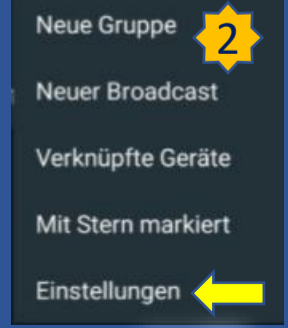 Neue Gruppe 2
Neuer Broadcast
Verknüpfte Geräte
Mit Stern markiert
Einstellungen